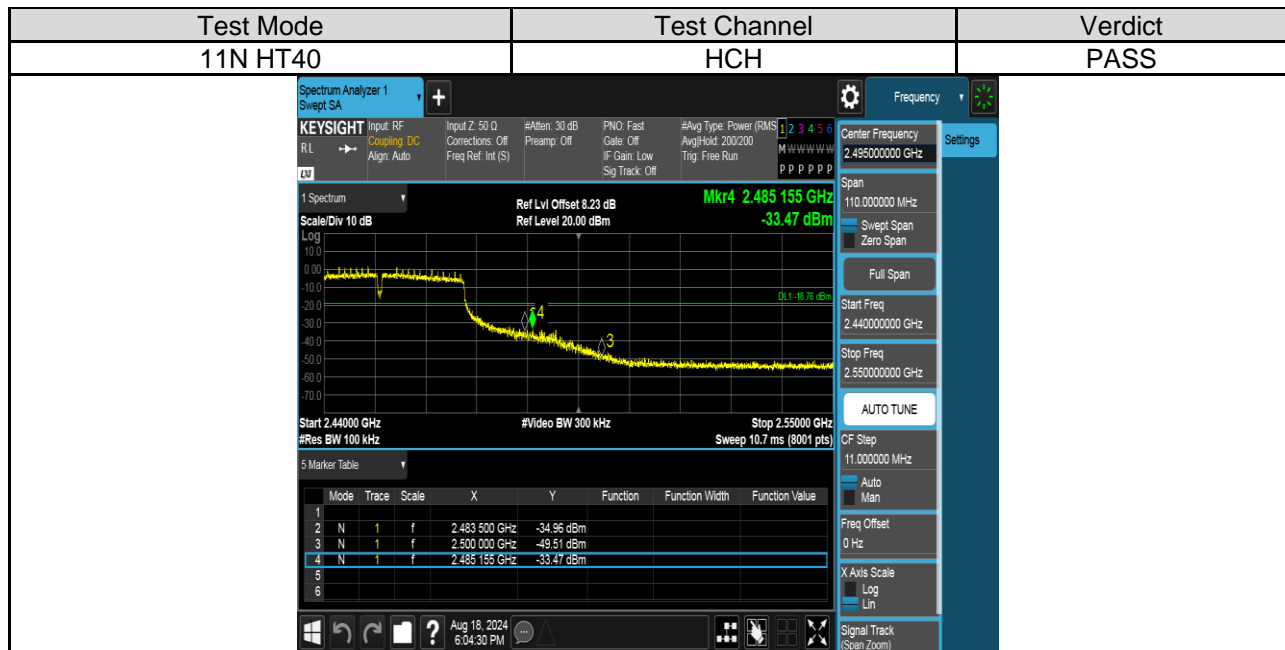 Test Mode Test Channel Verdict
11N HT40 HCH PASS
Spectrum Analyzer 1
Swept SA
+
Frequency
KEYSIGHT
RL
LXI
Input: RF
Coupling: DC
Align: Auto
Input Z: 50 Ω
Corrections: Off
Freq Ref: Int (S)
#Atten: 30 dB
Preamp: Off
PNO: Fast
Gate: Off
IF Gain: Low
Sig Track: Off
#Avg Type: Power (RMS
Avg|Hold: 200/200
Trig: Free Run
1 2 3 4 5 6
M W W W W W
P P P P P P
1 Spectrum
Scale/Div 10 dB
Ref Lvl Offset 8.23 dB
Ref Level 20.00 dBm
Mkr4 2.485 155 GHz
-33.47 dBm
Log
10.0
0.00
-10.0
-20.0
-30.0
-40.0
-50.0
-60.0
-70.0
DL1 -18.76 dBm
4
3
Start 2.44000 GHz
#Res BW 100 kHz
#Video BW 300 kHz
Stop 2.55000 GHz
Sweep 10.7 ms (8001 pts)
5 Marker Table
Mode Trace Scale X Y Function Function Width Function Value
1
2 N 1 f 2.483 500 GHz -34.96 dBm
3 N 1 f 2.500 000 GHz -49.51 dBm
4 N 1 f 2.485 155 GHz -33.47 dBm
5
6
?
Aug 18, 2024
6:04:30 PM
Center Frequency
2.495000000 GHz
Settings
Span
110.000000 MHz
Swept Span
Zero Span
Full Span
Start Freq
2.440000000 GHz
Stop Freq
2.550000000 GHz
AUTO TUNE
CF Step
11.000000 MHz
Auto
Man
Freq Offset
0 Hz
X Axis Scale
Log
Lin
Signal Track
(Span Zoom)